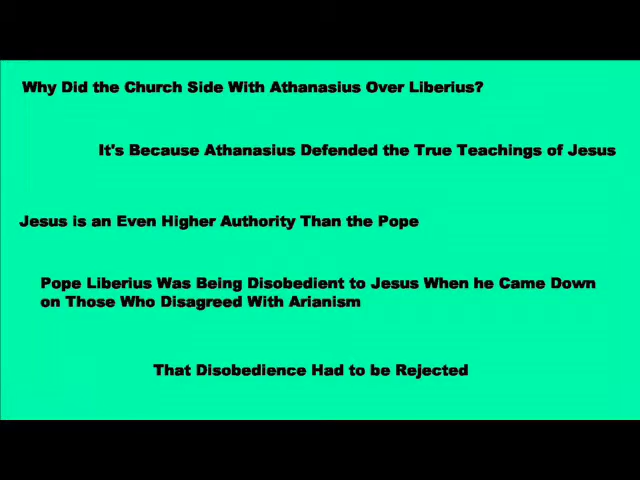 Why Did the Church Side With Athanasius Over Liberius?
It's Because Athanasius Defended the True Teachings of Jesus
Jesus is an Even Higher Authority Than the Pope
Pope Liberius Was Being Disobedient to Jesus When he Came Down
on Those Who Disagreed With Arianism
That Disobedience Had to be Rejected